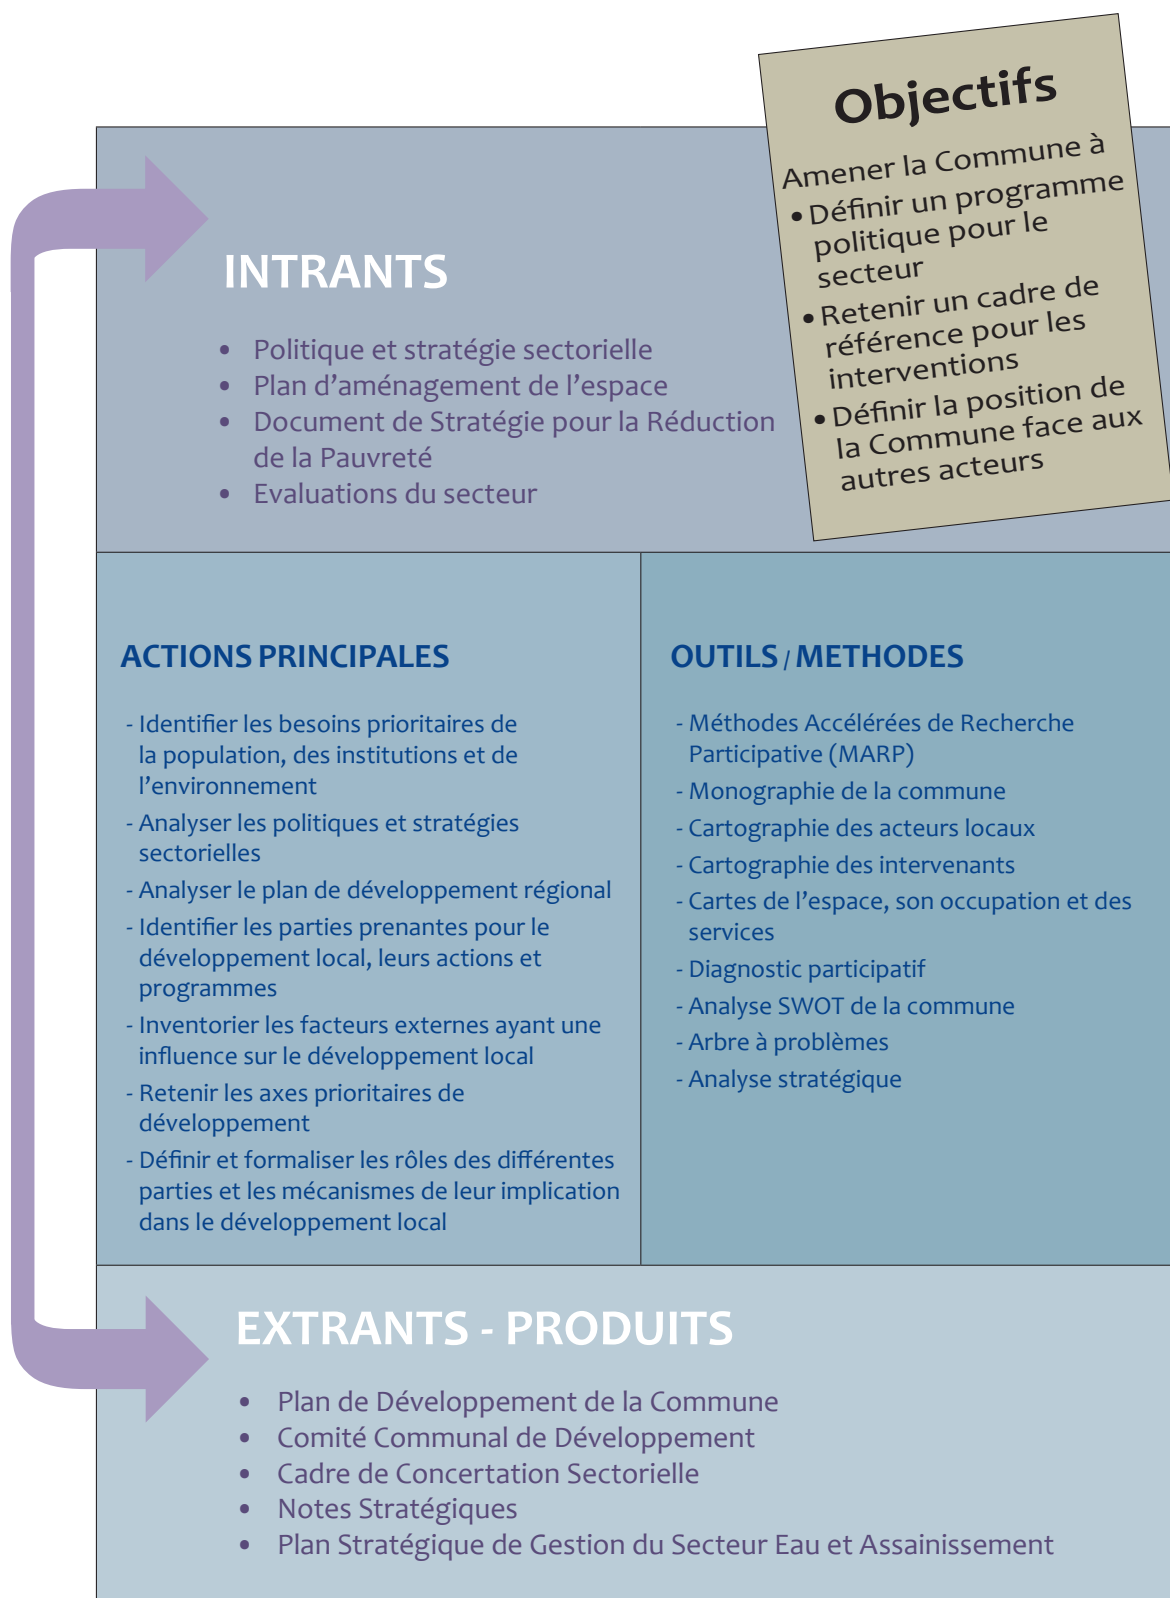 Objectifs
Amener la Commune à
• Définir un programme
politique pour le
secteur
• Retenir un cadre de
référence pour les
interventions
• Définir la position de
la Commune face aux
autres acteurs
INTRANTS
• Politique et stratégie sectorielle
• Plan d’aménagement de l’espace
• Document de Stratégie pour la Réduction
de la Pauvreté
• Evaluations du secteur
ACTIONS PRINCIPALES
- Identifier les besoins prioritaires de
la population, des institutions et de
l’environnement
- Analyser les politiques et stratégies
sectorielles
- Analyser le plan de développement régional
- Identifier les parties prenantes pour le
développement local, leurs actions et
programmes
- Inventorier les facteurs externes ayant une
influence sur le développement local
- Retenir les axes prioritaires de
développement
- Définir et formaliser les rôles des différentes
parties et les mécanismes de leur implication
dans le développement local
OUTILS / METHODES
- Méthodes Accélérées de Recherche
Participative (MARP)
- Monographie de la commune
- Cartographie des acteurs locaux
- Cartographie des intervenants
- Cartes de l’espace, son occupation et des
services
- Diagnostic participatif
- Analyse SWOT de la commune
- Arbre à problèmes
- Analyse stratégique
EXTRANTS - PRODUITS
• Plan de Développement de la Commune
• Comité Communal de Développement
• Cadre de Concertation Sectorielle
• Notes Stratégiques
• Plan Stratégique de Gestion du Secteur Eau et Assainissement